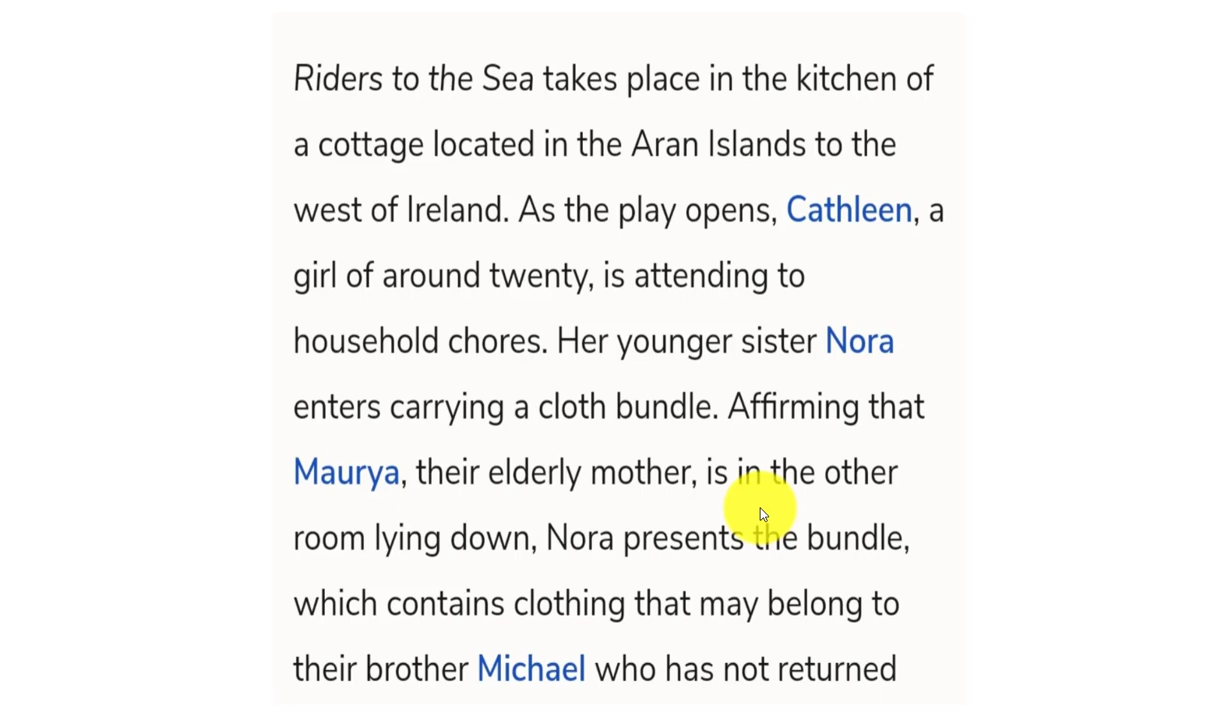 Riders to the Sea takes place in the kitchen of
a cottage located in the Aran Islands to the
west of Ireland. As the play opens, Cathleen, a
girl of around twenty, is attending to
household chores. Her younger sister Nora
enters carrying a cloth bundle. Affirming that
Maurya, their elderly mother, is in the other
room lying down, Nora presents the bundle,
which contains clothing that may belong to
their brother Michael who has not returned